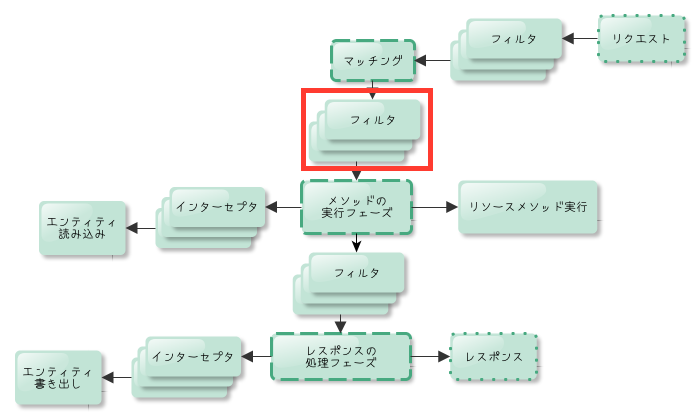 フィルタ
リクエスト
マッチング
フィルタ
メソッドの
実行フェーズ
インターセプタ
リソースメソッド実行
エンティティ
読み込み
フィルタ
レスポンスの
処理フェーズ
インターセプタ
レスポンス
エンティティ
書き出し